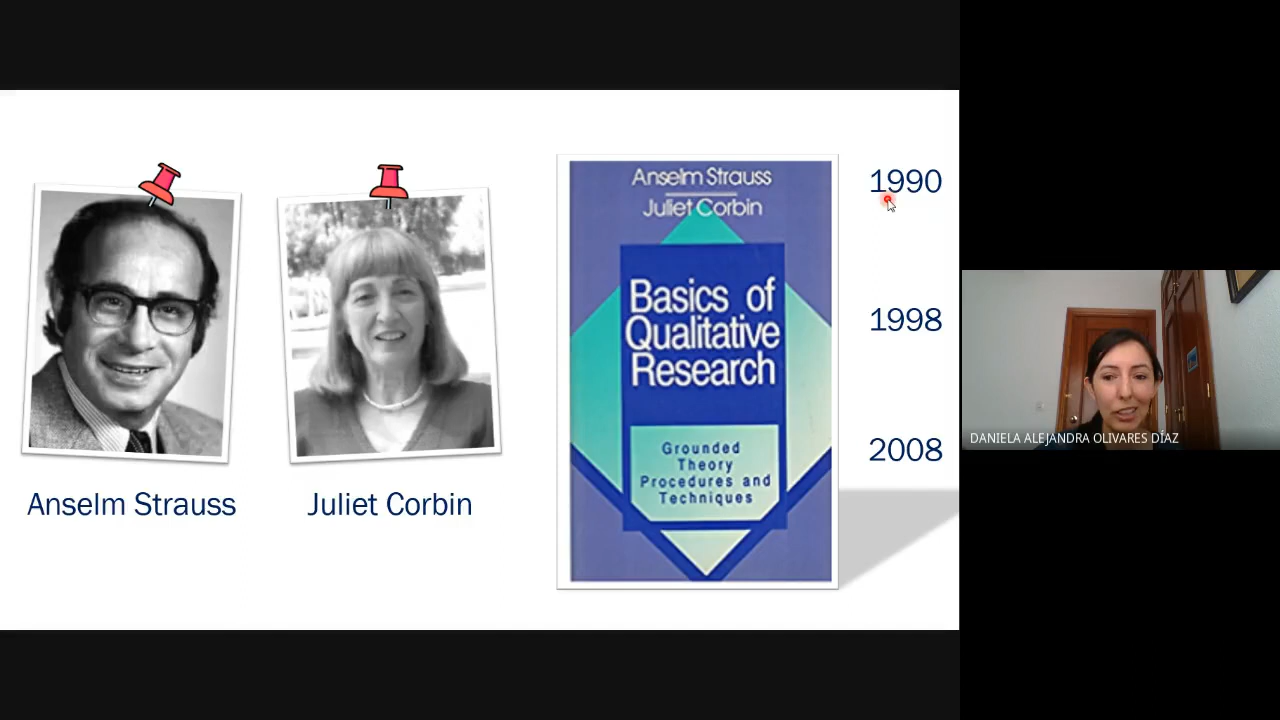 Anselm Strauss
Juliet Corbin
Basics of
Qualitative
Research
Grounded
Theory
Procedures and
Techniques
1990
1998
2008
Anselm Strauss
Juliet Corbin
DANIELA ALEJANDRA OLIVARES DÍAZ